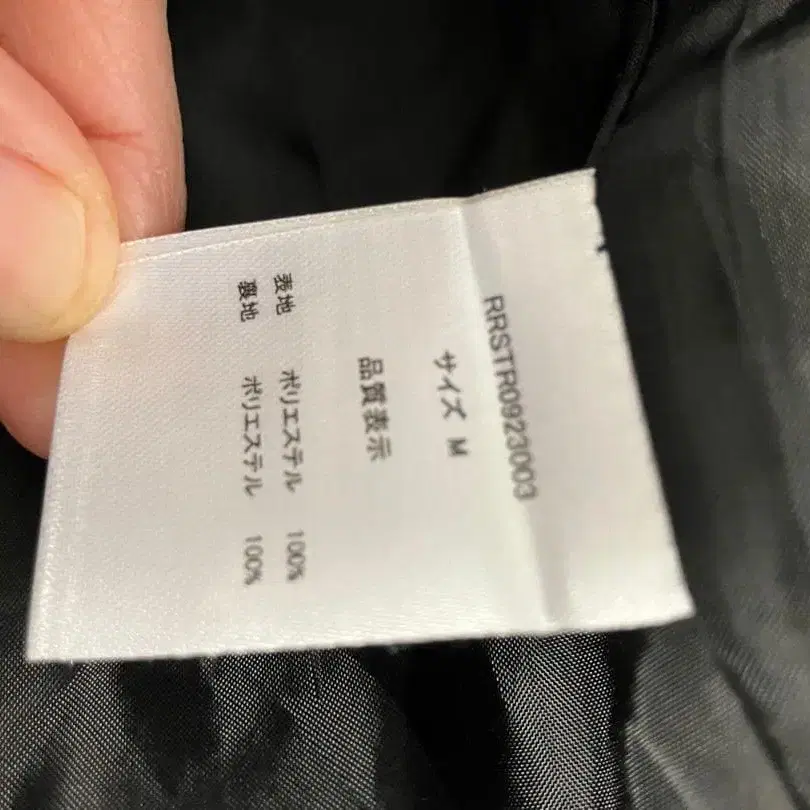 RRSTR0923003
サイズ M
品質表示
表地 ポリエステル 100%
裏地 ポリエステル 100%